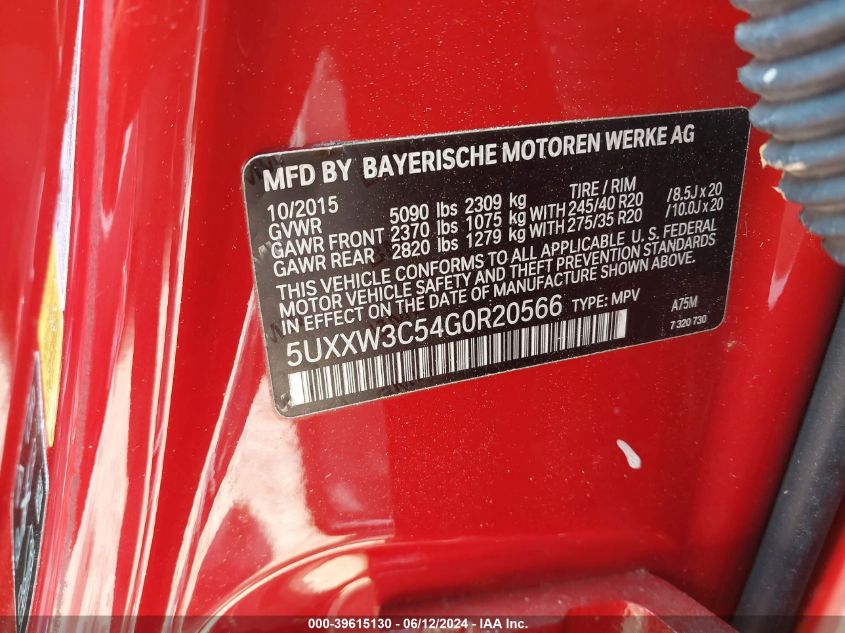 MFD BY BAYERISCHE MOTOREN WERKE AG
10/2015 TIRE / RIM
GVWR 5090 lbs 2309 kg
GAWR FRONT 2370 lbs 1075 kg WITH 245/40 R20 / 8.5J x 20
GAWR REAR 2820 lbs 1279 kg WITH 275/35 R20 / 10.0J x 20
THIS VEHICLE CONFORMS TO ALL APPLICABLE U. S. FEDERAL
MOTOR VEHICLE SAFETY AND THEFT PREVENTION STANDARDS
IN EFFECT ON THE DATE OF MANUFACTURE SHOWN ABOVE.
5UXXW3C54G0R20566 TYPE: MPV A75M
7 320 730
000-39615130 - 06/12/2024 - IAA Inc.